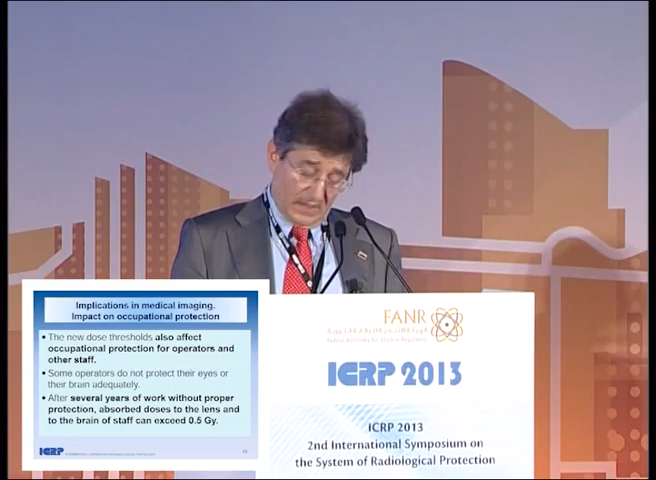 Implications in medical imaging.
Impact on occupational protection
• The new dose thresholds also affect
occupational protection for operators and
other staff.
• Some operators do not protect their eyes or
their brain adequately.
• After several years of work without proper
protection, absorbed doses to the lens and
to the brain of staff can exceed 0.5 Gy.
ICRP
FANR
ICRP 2013
ICRP 2013
2nd International Symposium on
the System of Radiological Protection